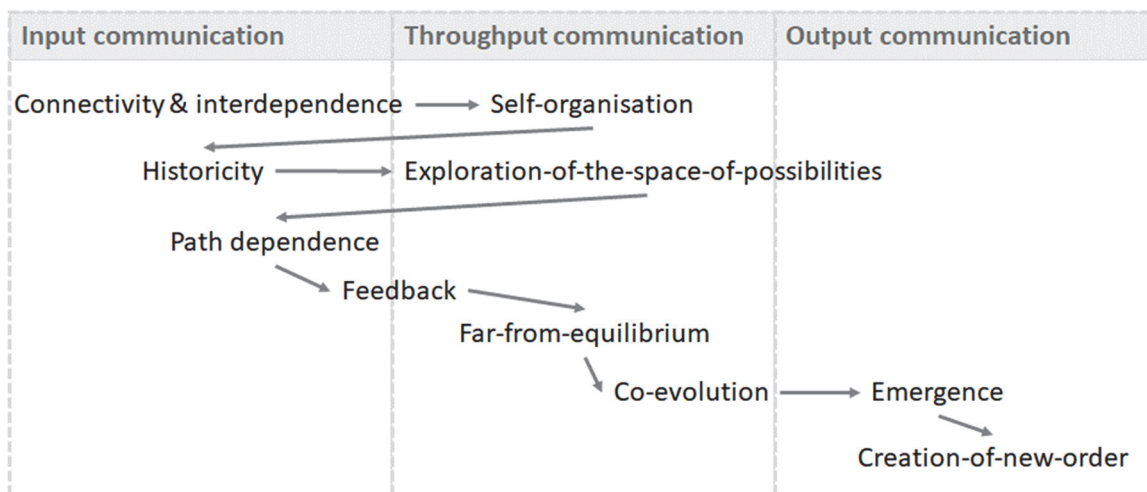 Input communication
Throughput communication
Output communication
Connectivity & interdependence
Self-organisation
Historicity
Exploration-of-the-space-of-possibilities
Path dependence
Feedback
Far-from-equilibrium
Co-evolution
Emergence
Creation-of-new-order